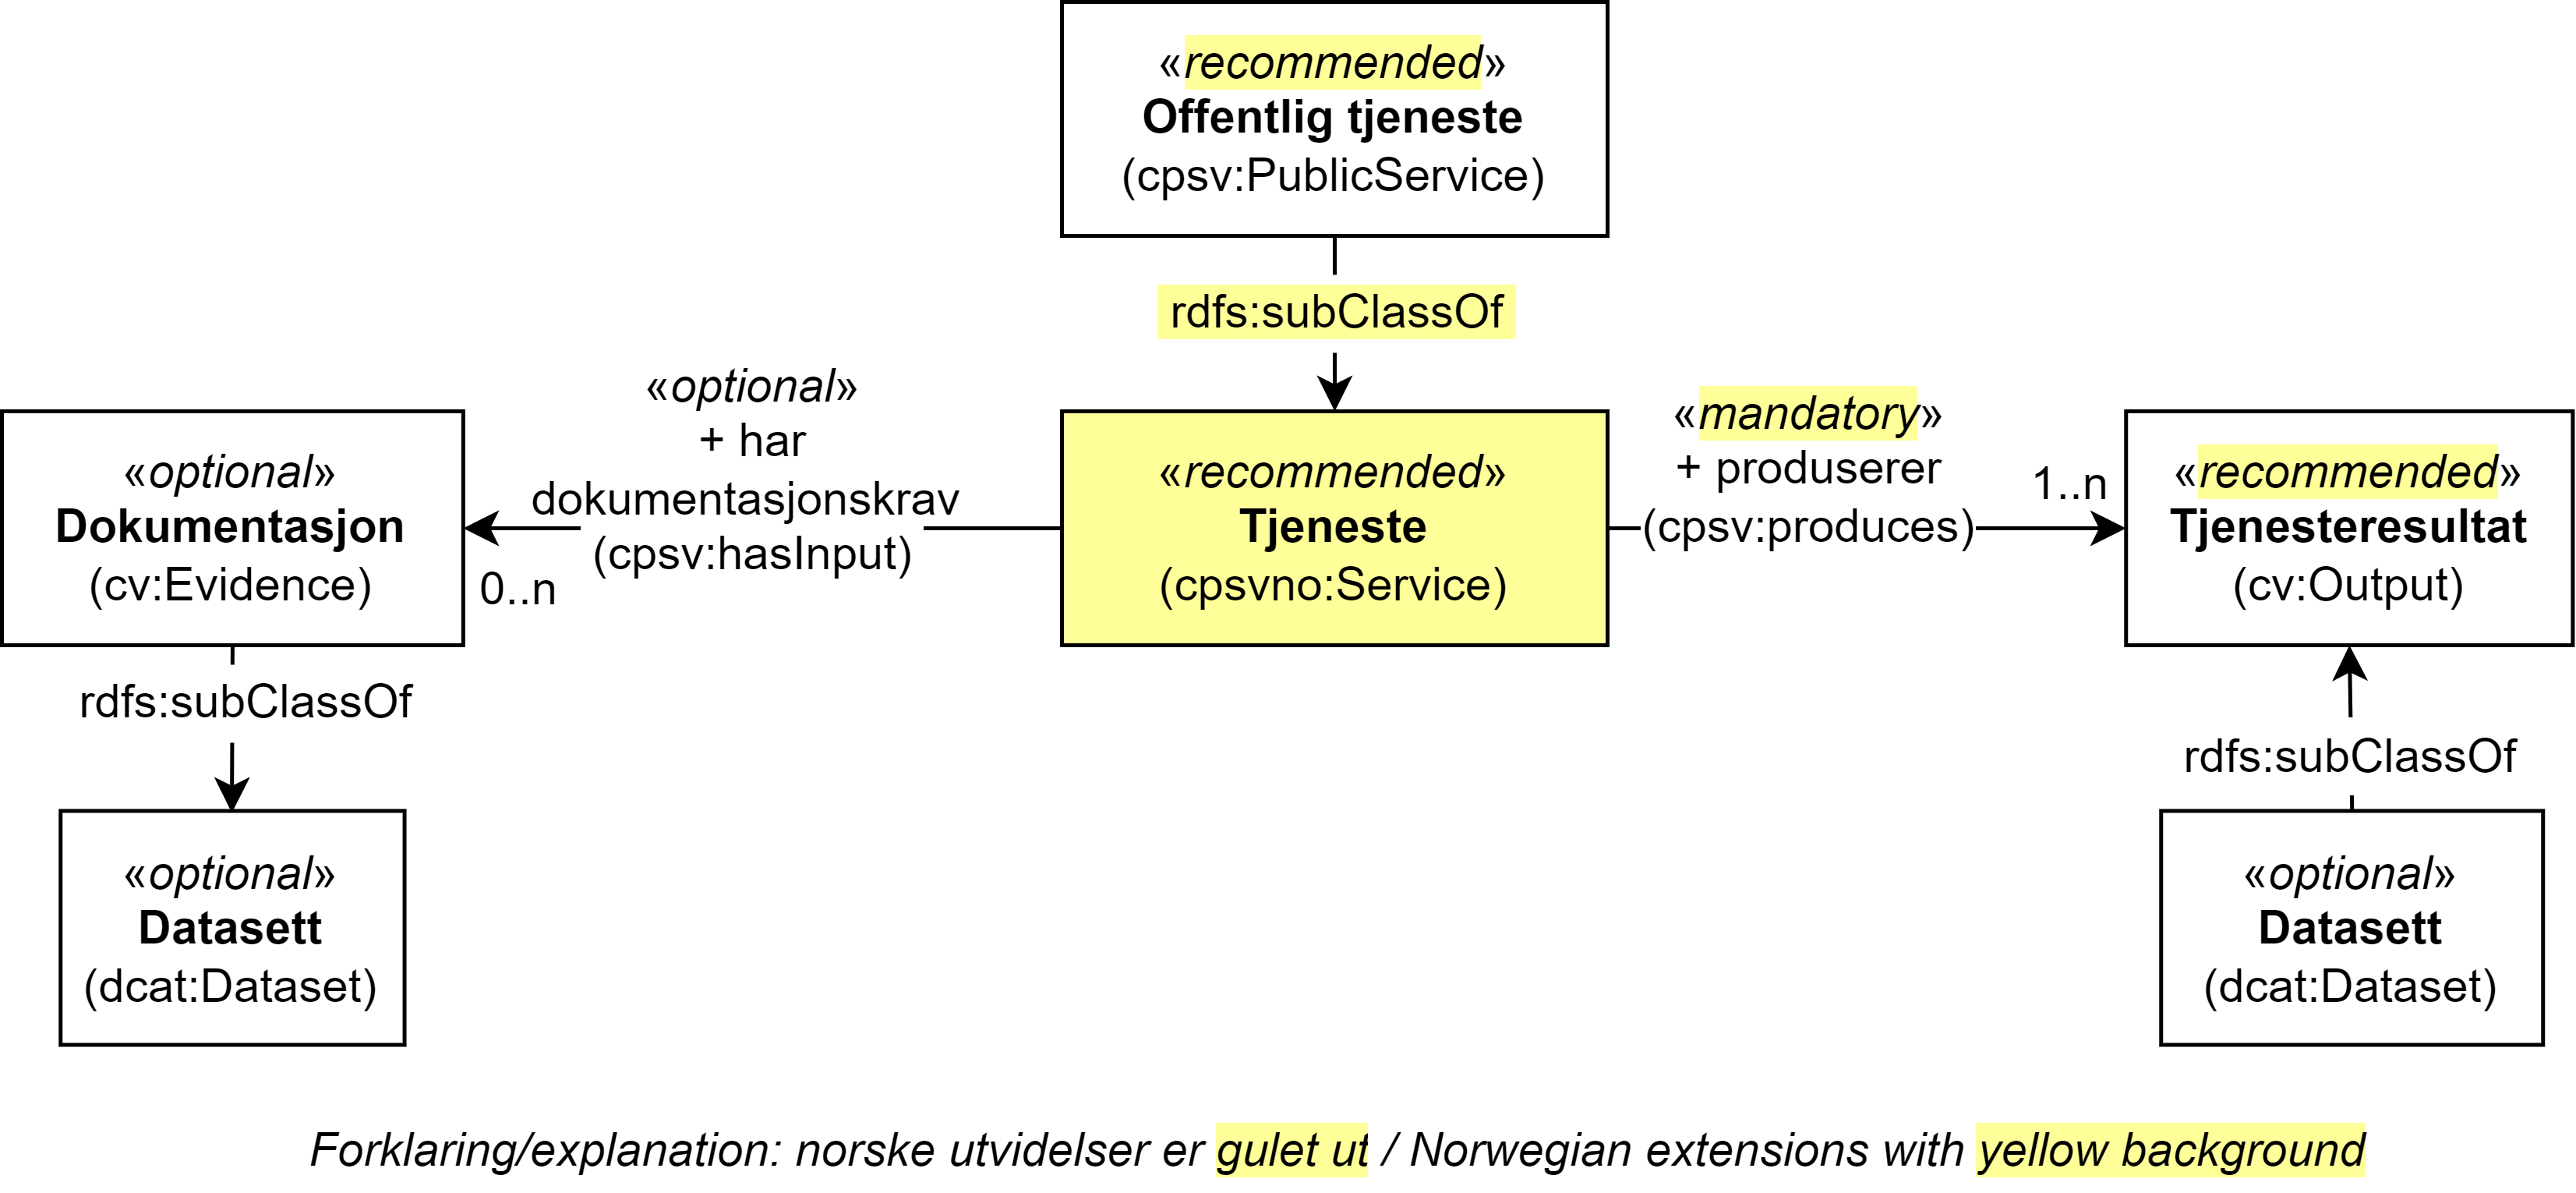 «recommended»
Offentlig tjeneste
(cpsv:PublicService)
rdfs:subClassOf
«optional»
+ har
dokumentasjonskrav
(cpsv:hasInput)
0..n
«mandatory»
+ produserer
(cpsv:produces)
1..n
«optional»
Dokumentasjon
(cv:Evidence)
«recommended»
Tjeneste
(cpsvno:Service)
«recommended»
Tjenesteresultat
(cv:Output)
rdfs:subClassOf
rdfs:subClassOf
«optional»
Datasett
(dcat:Dataset)
«optional»
Datasett
(dcat:Dataset)
Forklaring/explanation: norske utvidelser er gulet ut / Norwegian extensions with yellow background